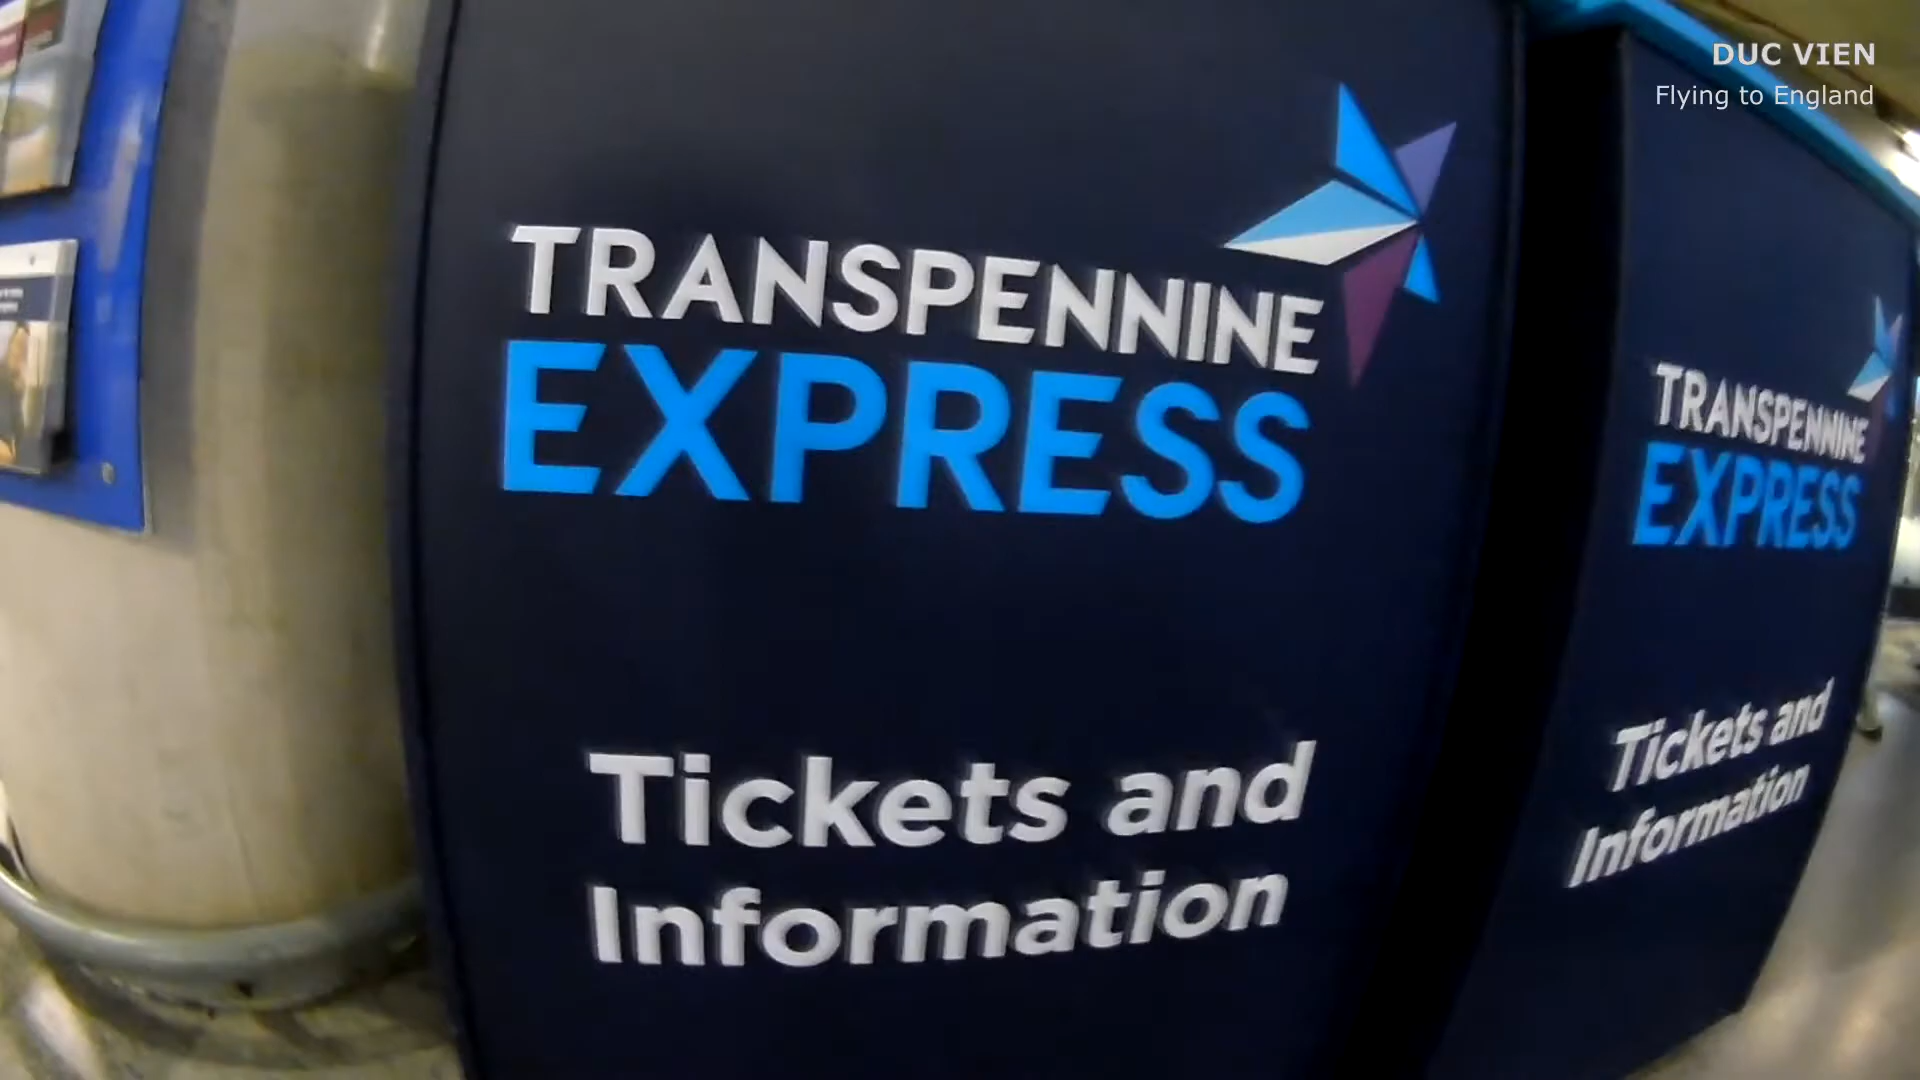 DUC VIEN
Flying to England
TRANSPENNINE
EXPRESS
Tickets and
Information
TRANSPENNINE
EXPRESS
Tickets and
Information